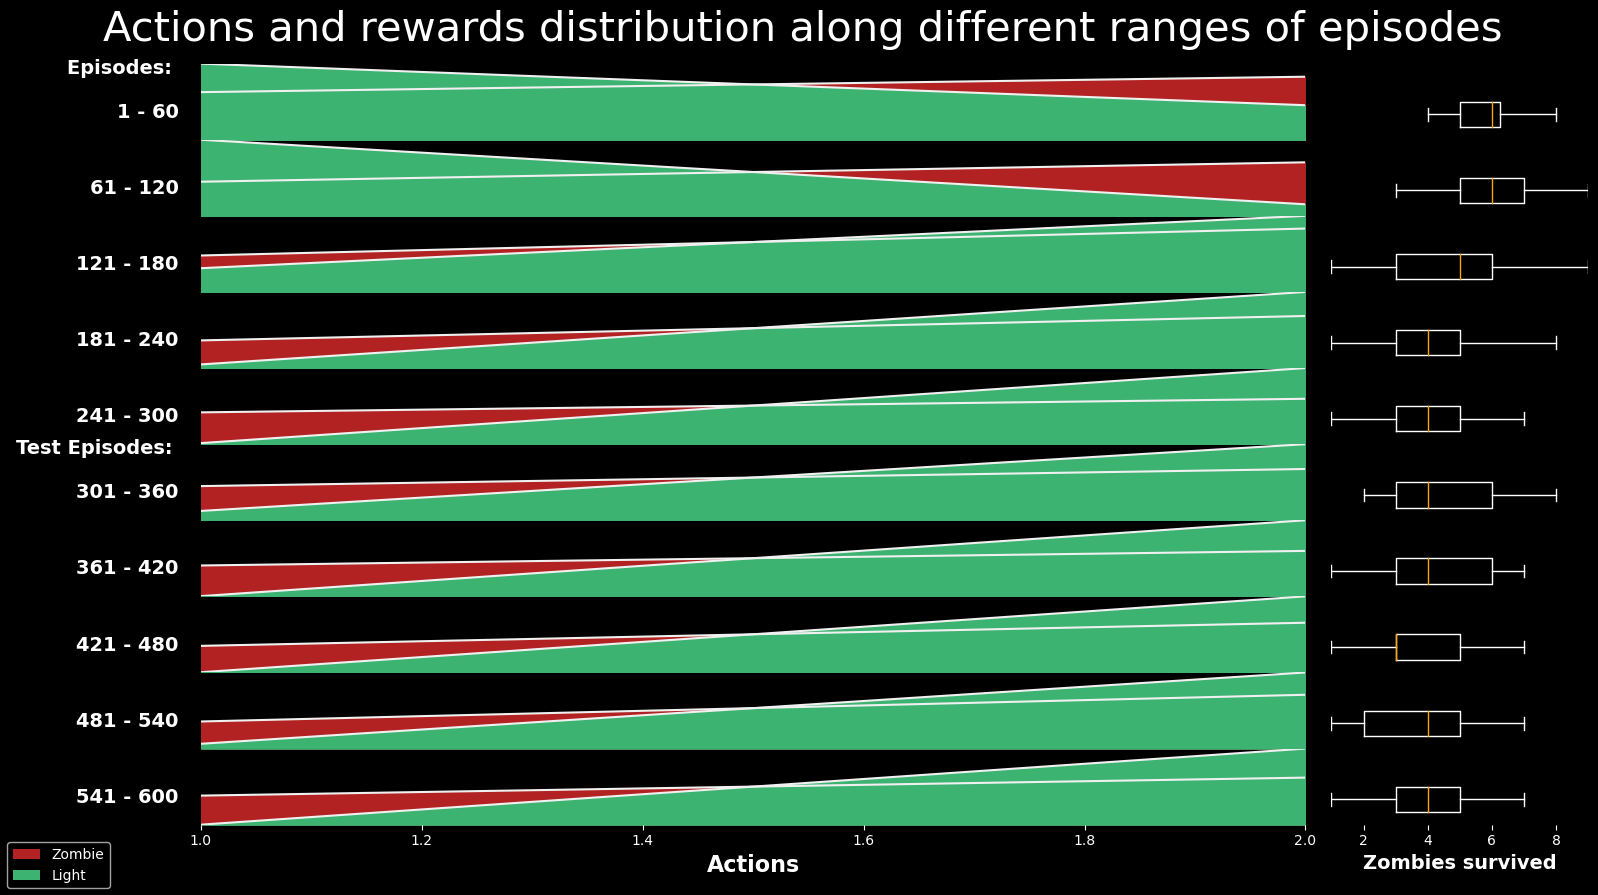 Actions and rewards distribution along different ranges of episodes
Episodes:
1 - 60
61 - 120
121 - 180
181 - 240
241 - 300
Test Episodes:
301 - 360
361 - 420
421 - 480
481 - 540
541 - 600
1.0 1.2 1.4 1.6 1.8 2.0
2 4 6 8
Actions
Zombies survived
Zombie
Light